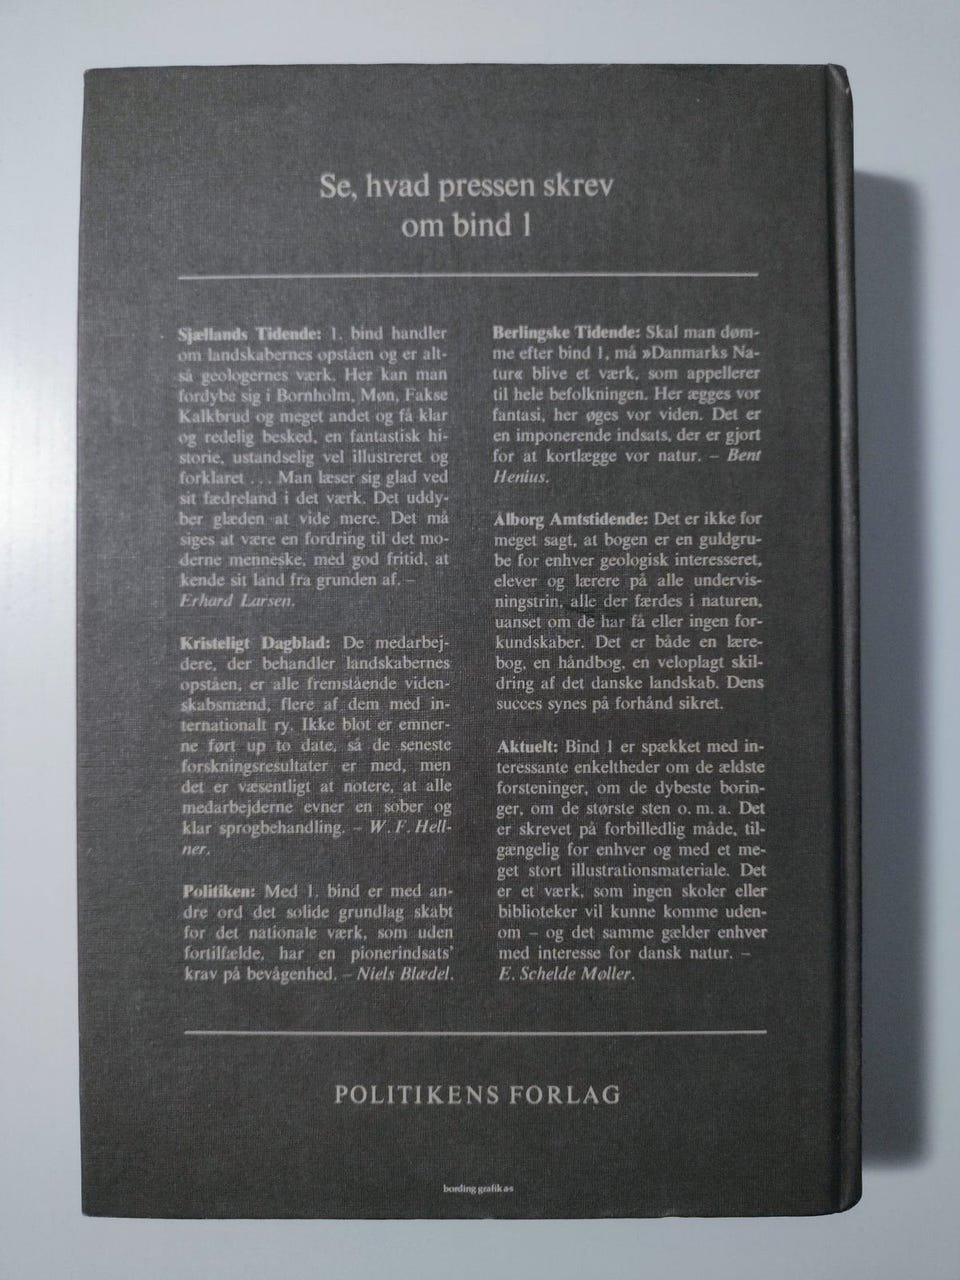 Se, hvad pressen skrev
om bind 1
Sjællands Tidende: 1. bind handler
om landskabernes opståen og er alt-
så geologernes værk. Her kan man
fordybe sig i Bornholm, Møn, Fakse
Kalkbrud og meget andet og få klar
og redelig besked, en fantastisk hi-
storie, ustandselig vel illustreret og
forklaret . . . Man læser sig glad ved
sit fædreland i det værk. Det uddy-
ber glæden at vide mere. Det må
siges at være en fordring til det mo-
derne menneske, med god fritid, at
kende sit land fra grunden af. –
Erhard Larsen.
Kristeligt Dagblad: De medarbej-
dere, der behandler landskabernes
opståen, er alle fremstående viden-
skabsmænd, flere af dem med in-
ternationalt ry. Ikke blot er emner-
ne ført up to date, så de seneste
forskningsresultater er med, men
det er væsentligt at notere, at alle
medarbejderne evner en sober og
klar sprogbehandling. – W. F. Hell-
ner.
Politiken: Med 1. bind er med an-
dre ord det solide grundlag skabt
for det nationale værk, som uden
fortilfælde, har en pionerindsats'
krav på bevågenhed. – Niels Blædel.
Berlingske Tidende: Skal man døm-
me efter bind 1, må »Danmarks Na-
tur« blive et værk, som appellerer
til hele befolkningen. Her ægges vor
fantasi, her øges vor viden. Det er
en imponerende indsats, der er gjort
for at kortlægge vor natur. – Bent
Henius.
Ålborg Amtstidende: Det er ikke for
meget sagt, at bogen er en guldgru-
be for enhver geologisk interesseret,
elever og lærere på alle undervis-
ningstrin, alle der færdes i naturen,
uanset om de har få eller ingen for-
kundskaber. Det er både en lære-
bog, en håndbog, en veloplagt skil-
dring af det danske landskab. Dens
succes synes på forhånd sikret.
Aktuelt: Bind 1 er spækket med in-
teressante enkeltheder om de ældste
forsteninger, om de dybeste borin-
ger, om de største sten o. m. a. Det
er skrevet på forbilledlig måde, til-
gængelig for enhver og med et me-
get stort illustrationsmateriale. Det
er et værk, som ingen skoler eller
biblioteker vil kunne komme uden-
om – og det samme gælder enhver
med interesse for dansk natur. –
E. Schelde Møller.
POLITIKENS FORLAG
bording grafik as